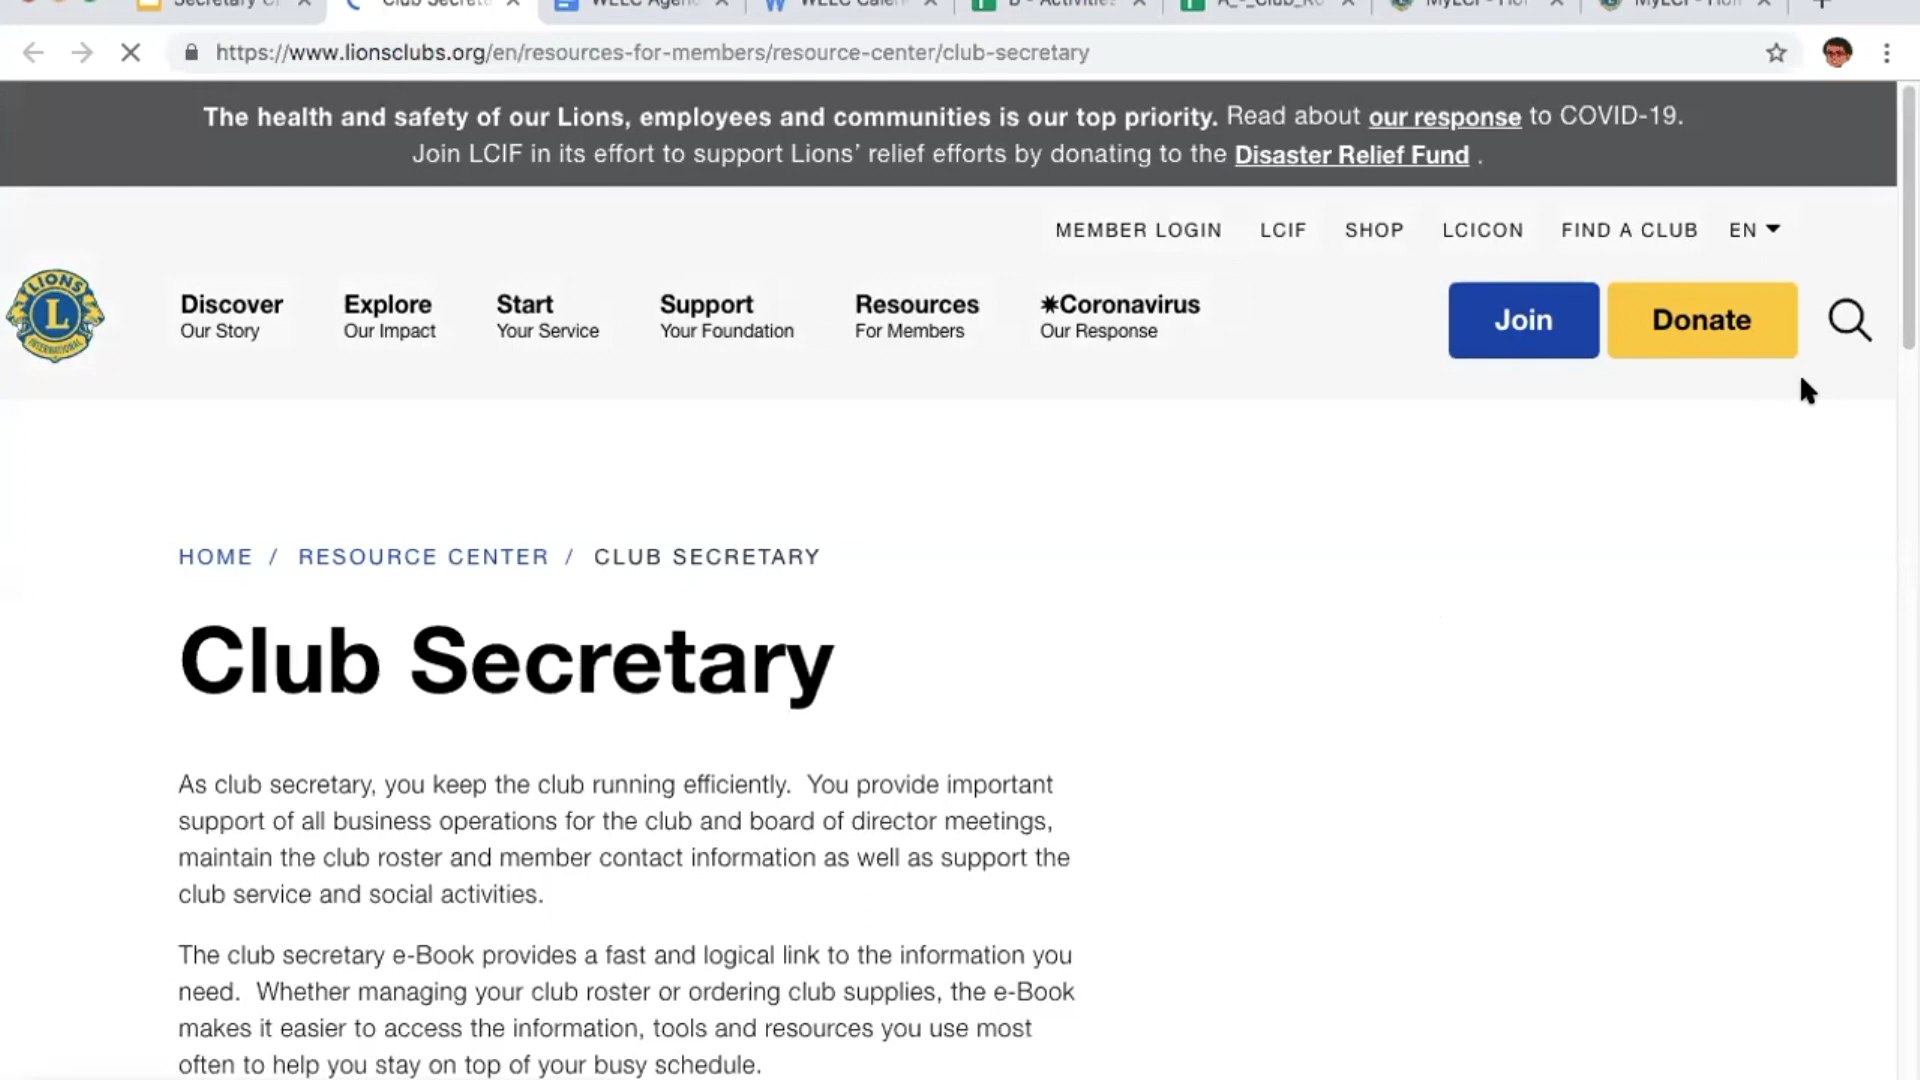 https://www.lionsclubs.org/en/resources-for-members/resource-center/club-secretary
The health and safety of our Lions, employees and communities is our top priority. Read about our response to COVID-19.
Join LCIF in its effort to support Lions’ relief efforts by donating to the Disaster Relief Fund .
MEMBER LOGIN LCIF SHOP LCICON FIND A CLUB EN
LIONS
L
INTERNATIONAL
Discover Explore Start Support Resources ✷Coronavirus
Our Story Our Impact Your Service Your Foundation For Members Our Response
Join Donate
HOME / RESOURCE CENTER / CLUB SECRETARY
Club Secretary
As club secretary, you keep the club running efficiently.  You provide important
support of all business operations for the club and board of director meetings,
maintain the club roster and member contact information as well as support the
club service and social activities.
The club secretary e-Book provides a fast and logical link to the information you
need.  Whether managing your club roster or ordering club supplies, the e-Book
makes it easier to access the information, tools and resources you use most
often to help you stay on top of your busy schedule.